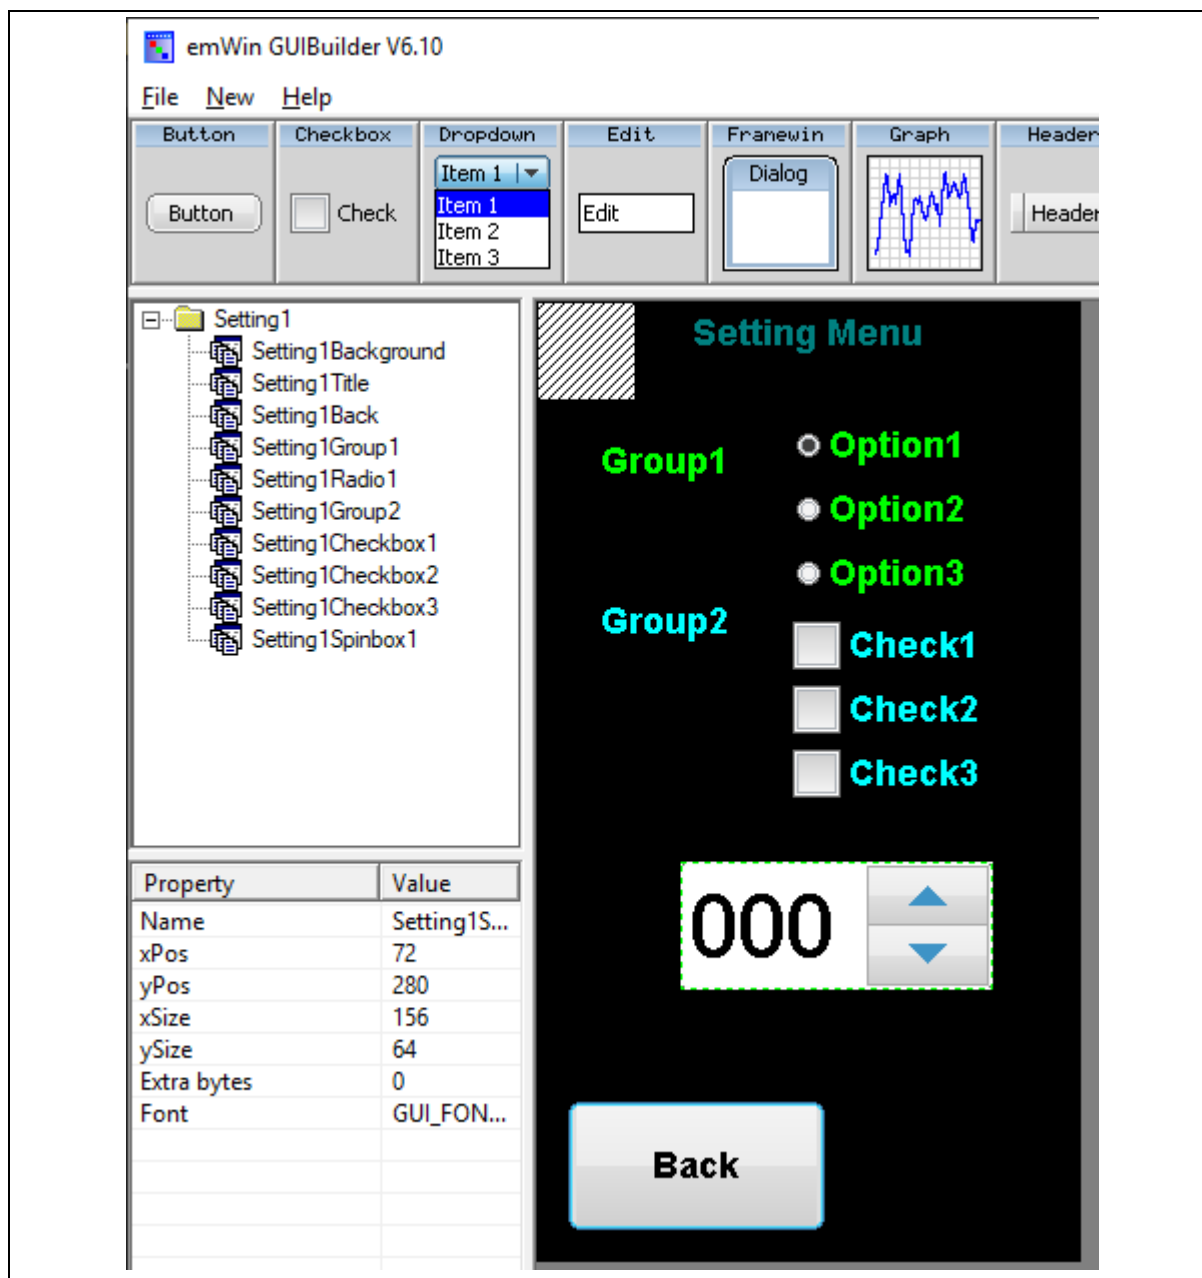 emWin GUIBuilder V6.10
File New Help
Button Checkbox Dropdown Edit Framewin Graph Header
Item 1 Dialog
Button Check Item 1 Edit Header
Item 2
Item 3
Setting1
Setting1Background
Setting1Title
Setting1Back
Setting1Group1
Setting1Radio1
Setting1Group2
Setting1Checkbox1
Setting1Checkbox2
Setting1Checkbox3
Setting1Spinbox1
Property Value
Name Setting1S...
xPos 72
yPos 280
xSize 156
ySize 64
Extra bytes 0
Font GUI_FON...
Setting Menu
Group1 Option1
Option2
Option3
Group2 Check1
Check2
Check3
000
Back